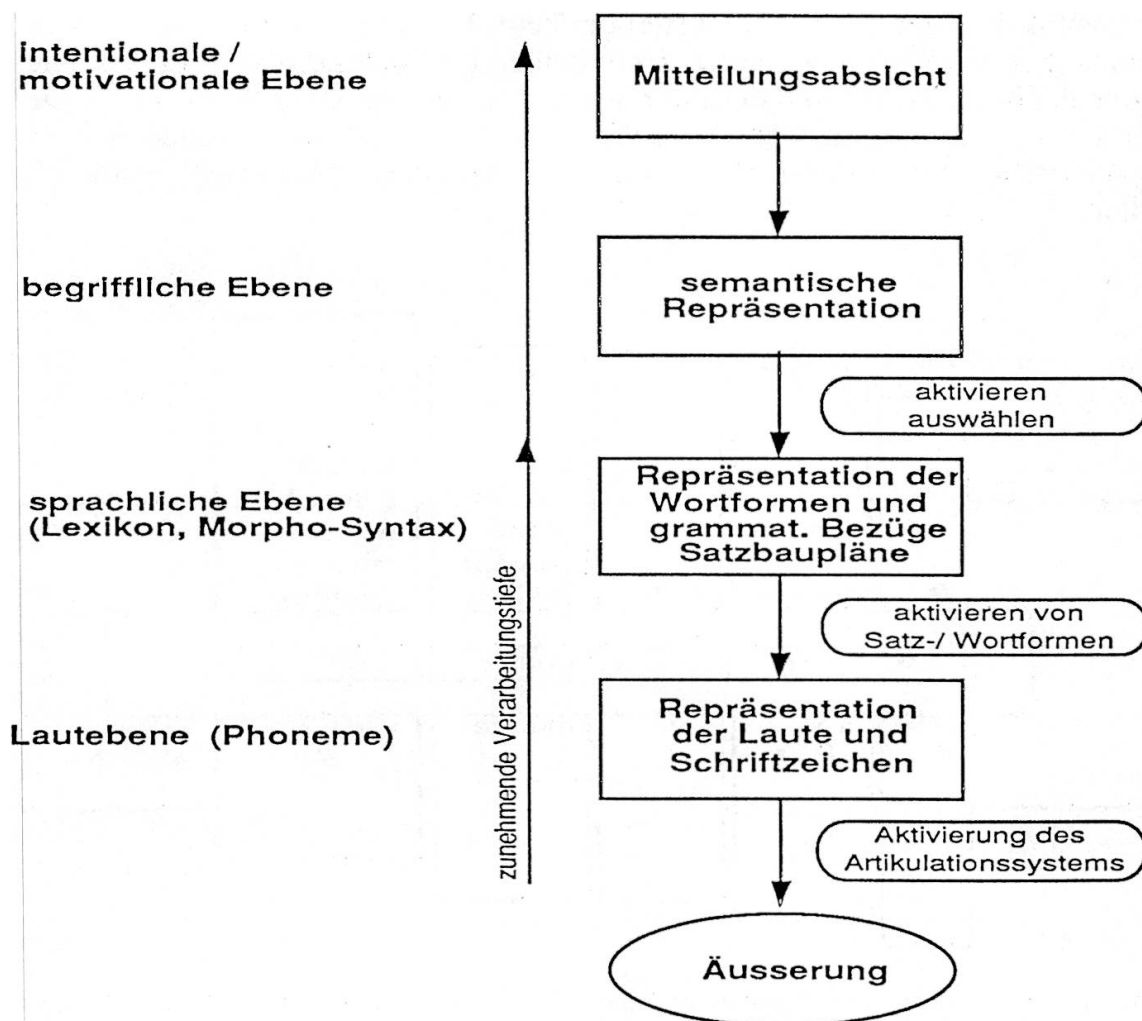 intentionale /
motivationale Ebene
Mitteilungsabsicht
begriffliche Ebene
semantische
Repräsentation
aktivieren
auswählen
sprachliche Ebene
(Lexikon, Morpho-Syntax)
Repräsentation der
Wortformen und
grammat. Bezüge
Satzbaupläne
zunehmende Verarbeitungstiefe
aktivieren von
Satz-/ Wortformen
Lautebene (Phoneme)
Repräsentation
der Laute und
Schriftzeichen
Aktivierung des
Artikulationssystems
Äusserung